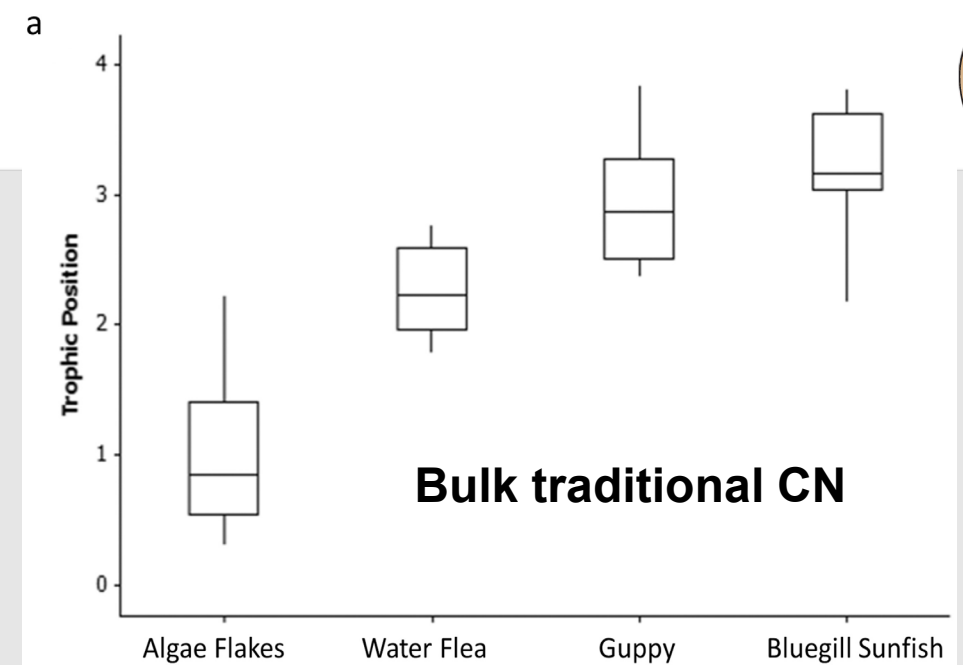 a
4
3
2
1
0
Trophic Position
Bulk traditional CN
Algae Flakes Water Flea Guppy Bluegill Sunfish